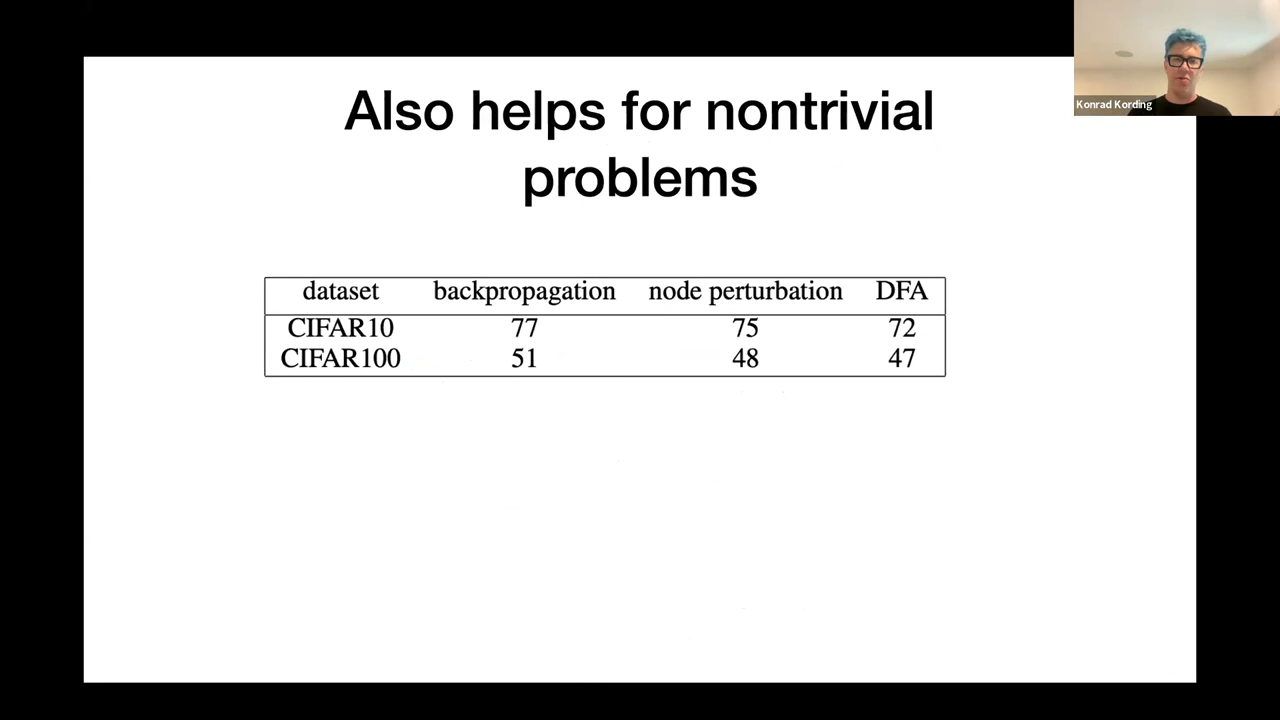 Konrad Kording
Also helps for nontrivial
problems
dataset backpropagation node perturbation DFA
CIFAR10 77 75 72
CIFAR100 51 48 47